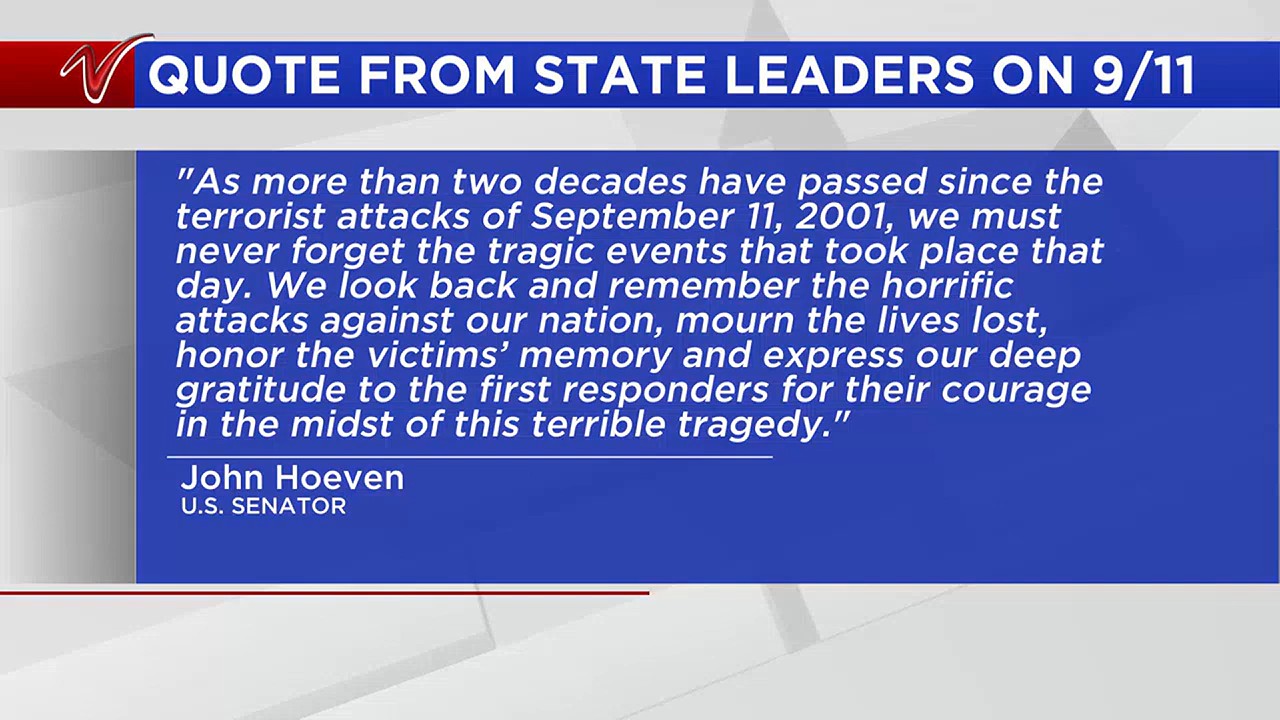 QUOTE FROM STATE LEADERS ON 9/11
"As more than two decades have passed since the
terrorist attacks of September 11, 2001, we must
never forget the tragic events that took place that
day. We look back and remember the horrific
attacks against our nation, mourn the lives lost,
honor the victims’ memory and express our deep
gratitude to the first responders for their courage
in the midst of this terrible tragedy."
John Hoeven
U.S. SENATOR